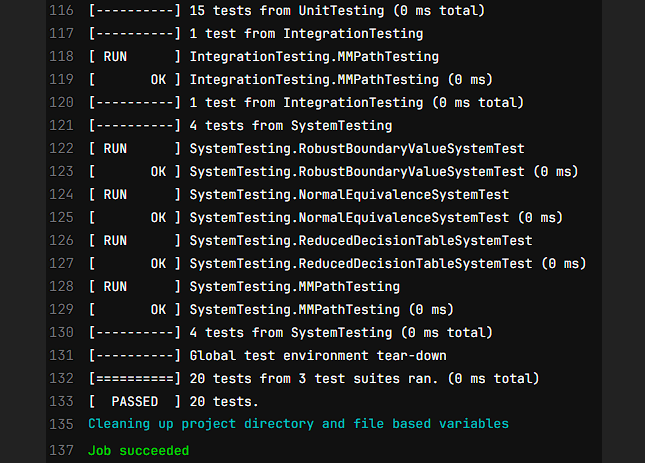 116 [----------] 15 tests from UnitTesting (0 ms total)
117 [----------] 1 test from IntegrationTesting
118 [ RUN      ] IntegrationTesting.MMPathTesting
119 [       OK ] IntegrationTesting.MMPathTesting (0 ms)
120 [----------] 1 test from IntegrationTesting (0 ms total)
121 [----------] 4 tests from SystemTesting
122 [ RUN      ] SystemTesting.RobustBoundaryValueSystemTest
123 [       OK ] SystemTesting.RobustBoundaryValueSystemTest (0 ms)
124 [ RUN      ] SystemTesting.NormalEquivalenceSystemTest
125 [       OK ] SystemTesting.NormalEquivalenceSystemTest (0 ms)
126 [ RUN      ] SystemTesting.ReducedDecisionTableSystemTest
127 [       OK ] SystemTesting.ReducedDecisionTableSystemTest (0 ms)
128 [ RUN      ] SystemTesting.MMPathTesting
129 [       OK ] SystemTesting.MMPathTesting (0 ms)
130 [----------] 4 tests from SystemTesting (0 ms total)
131 [----------] Global test environment tear-down
132 [==========] 20 tests from 3 test suites ran. (0 ms total)
133 [  PASSED  ] 20 tests.
135 Cleaning up project directory and file based variables
137 Job succeeded